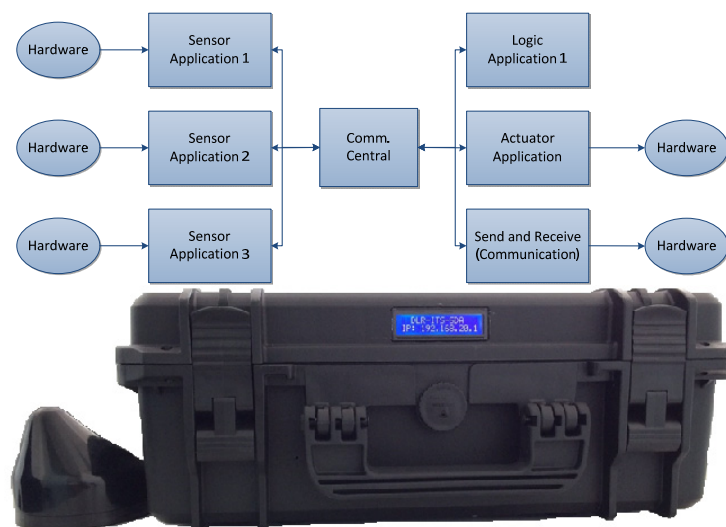 Hardware
Sensor
Application 1
Logic
Application 1
Hardware
Sensor
Application 2
Comm.
Central
Actuator
Application
Hardware
Hardware
Sensor
Application 3
Send and Receive
(Communication)
Hardware
DLR-ITS-SDA
IP: 192.168.20.1